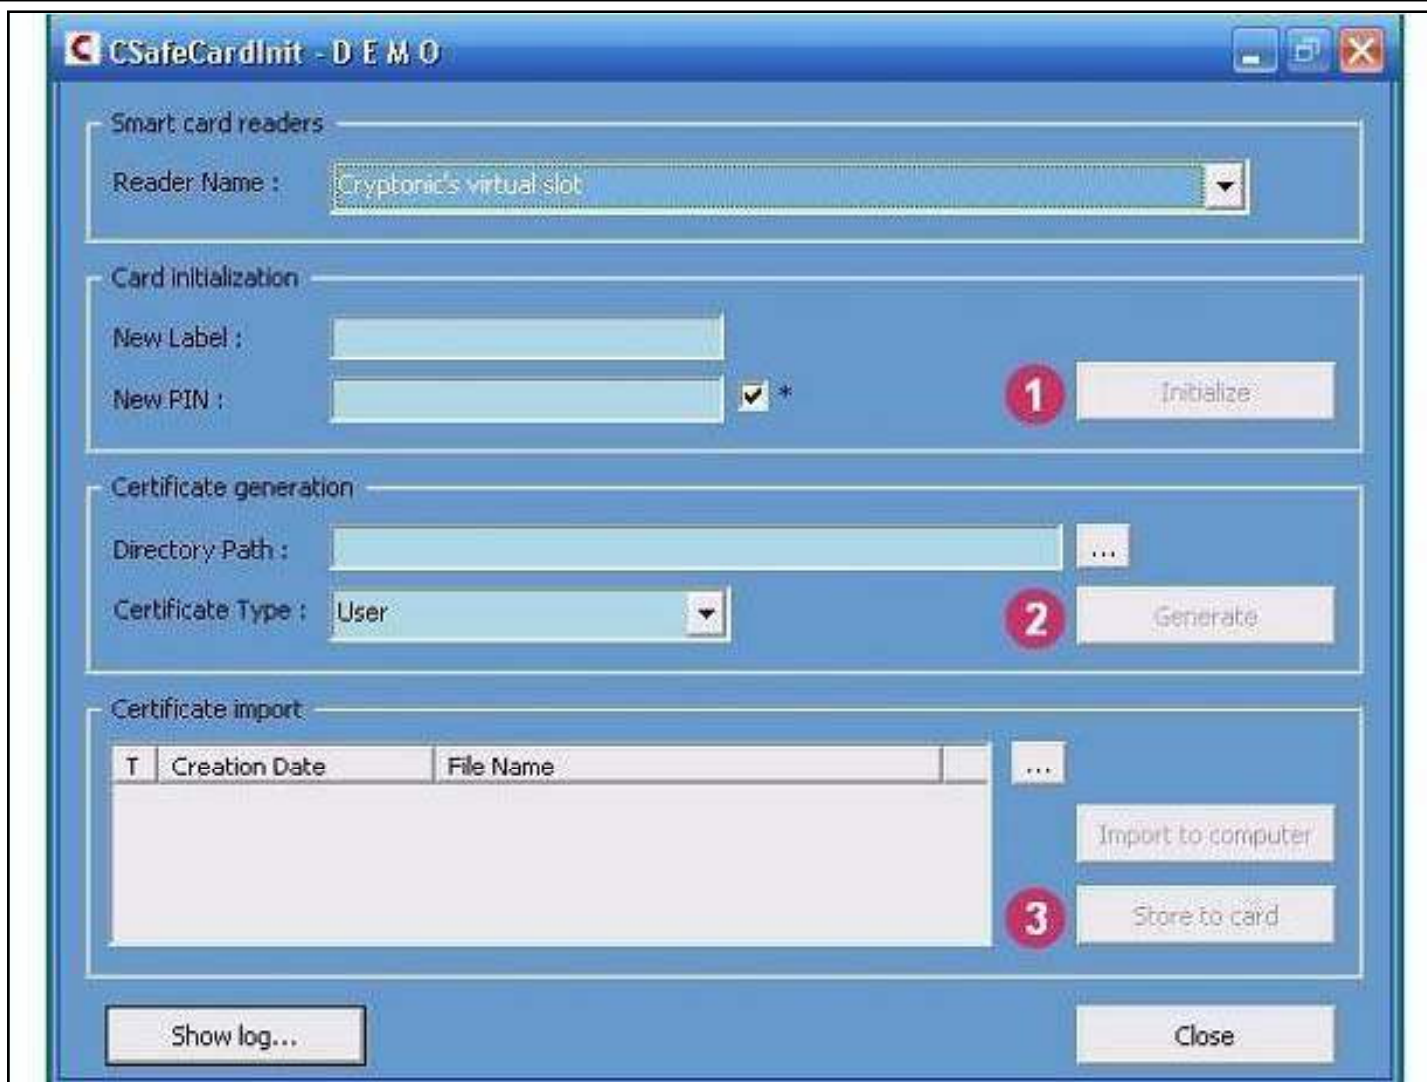 C CSafeCardInit - D E M O
Smart card readers
Reader Name :
Cryptonic's virtual slot
Card initialization
New Label :
New PIN :
*
1
Initialize
Certificate generation
Directory Path :
...
Certificate Type :
User
2
Generate
Certificate import
T Creation Date File Name
...
Import to computer
3
Store to card
Show log...
Close